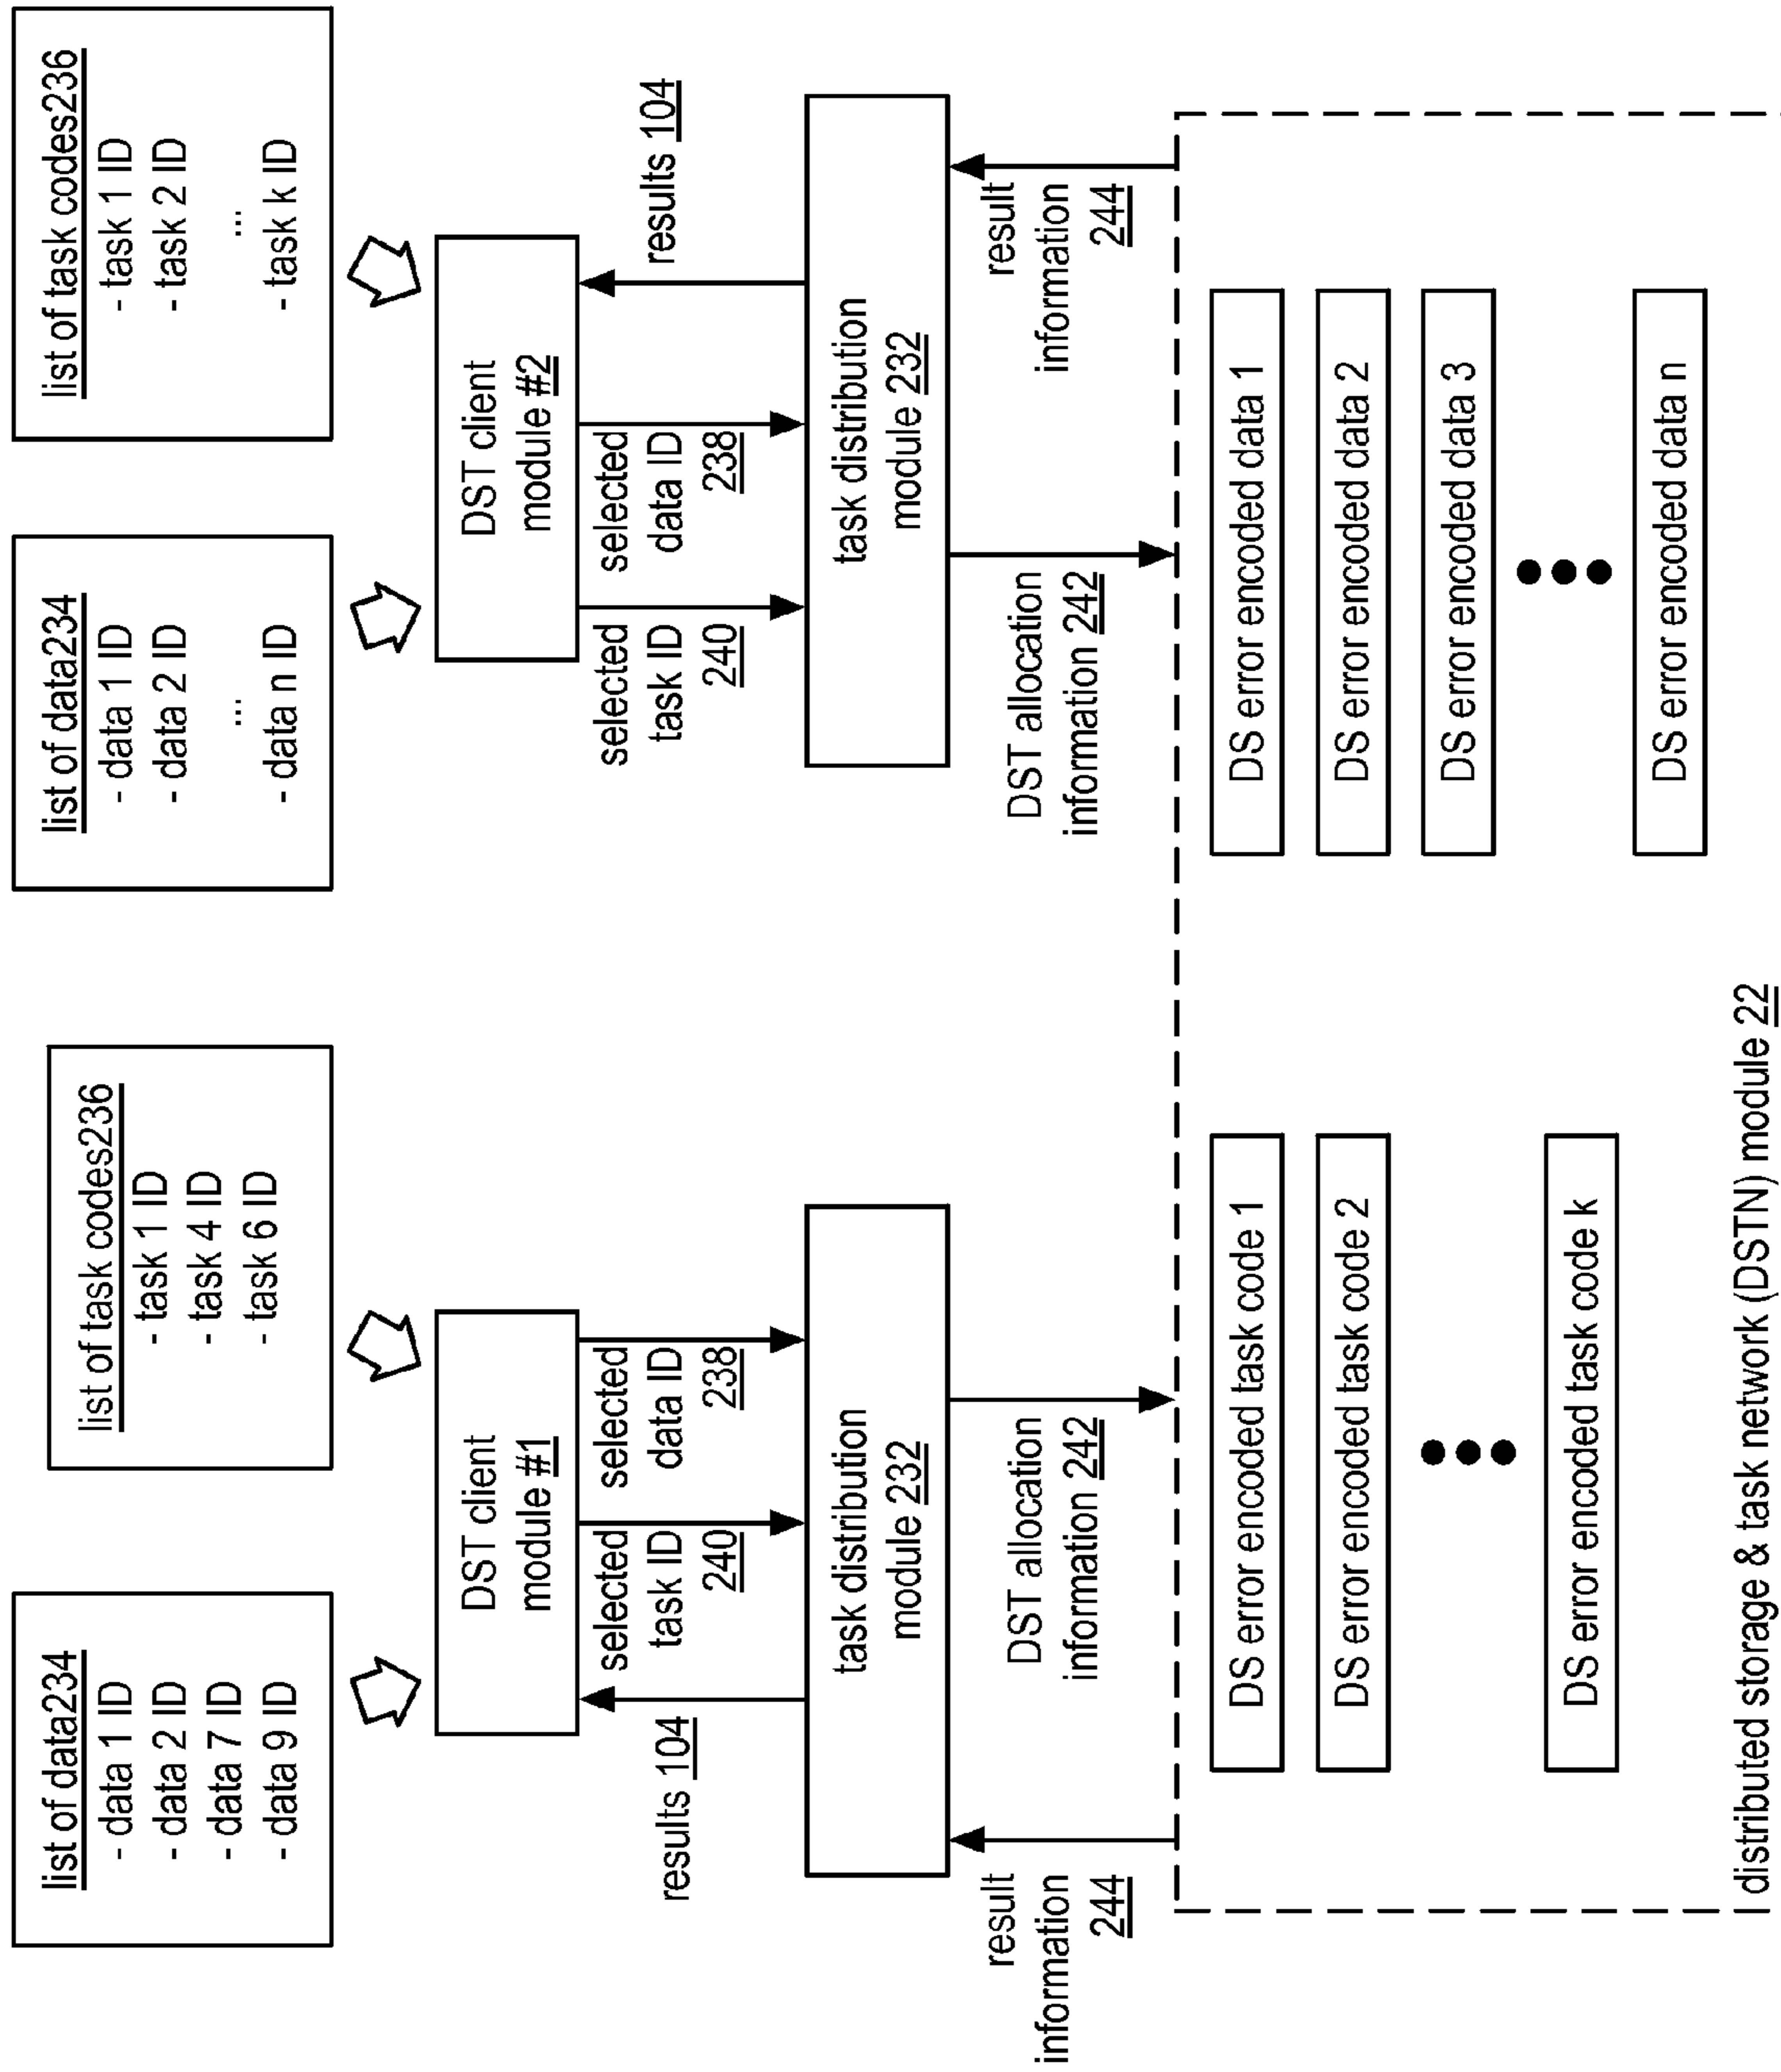 list of data234
- data 1 ID
- data 2 ID
- data 7 ID
- data 9 ID
list of task codes236
- task 1 ID
- task 4 ID
- task 6 ID
list of data234
- data 1 ID
- data 2 ID
...
- data n ID
list of task codes236
- task 1 ID
- task 2 ID
...
- task k ID
DST client
module #1
DST client
module #2
results 104
selected
task ID
240
selected
data ID
238
selected
task ID
240
selected
data ID
238
results 104
task distribution
module 232
task distribution
module 232
result
information
244
DST allocation
information 242
DST allocation
information 242
result
information
244
DS error encoded task code 1
DS error encoded task code 2
DS error encoded task code k
DS error encoded data 1
DS error encoded data 2
DS error encoded data 3
DS error encoded data n
distributed storage & task network (DSTN) module 22